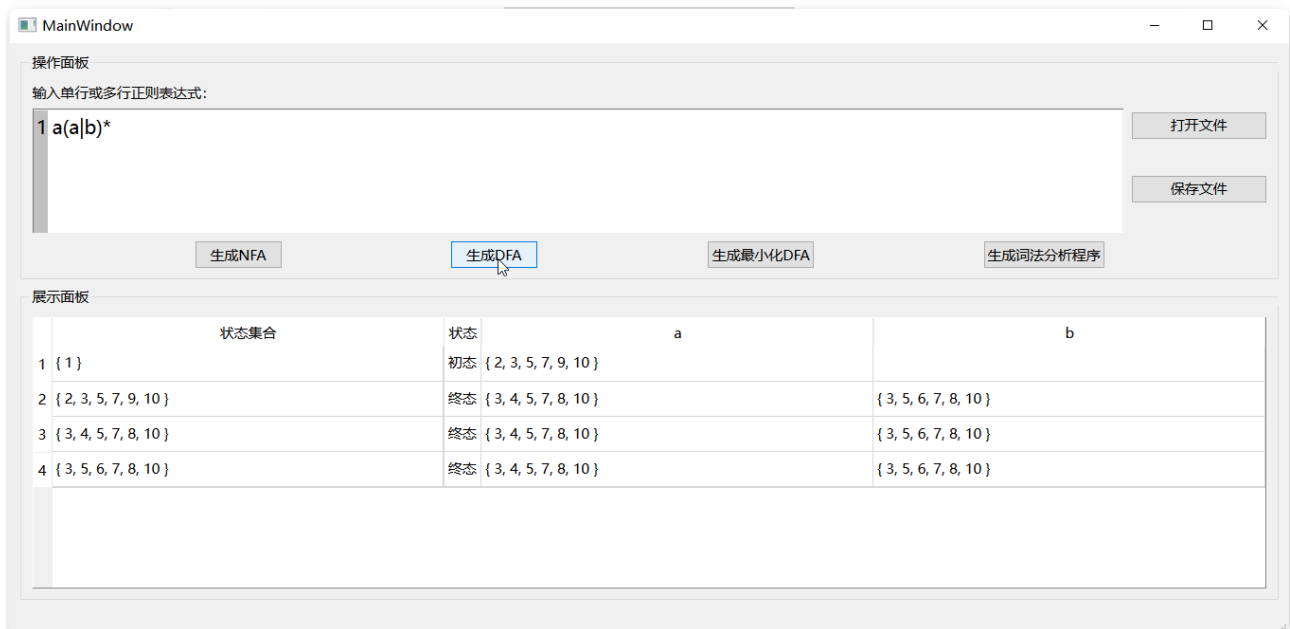 MainWindow
操作面板
输入单行或多行正则表达式：
1 a(a|b)*
打开文件
保存文件
生成NFA 生成DFA 生成最小化DFA 生成词法分析程序
展示面板
状态集合 状态 a b
1 { 1 } 初态 { 2, 3, 5, 7, 9, 10 }
2 { 2, 3, 5, 7, 9, 10 } 终态 { 3, 4, 5, 7, 8, 10 } { 3, 5, 6, 7, 8, 10 }
3 { 3, 4, 5, 7, 8, 10 } 终态 { 3, 4, 5, 7, 8, 10 } { 3, 5, 6, 7, 8, 10 }
4 { 3, 5, 6, 7, 8, 10 } 终态 { 3, 4, 5, 7, 8, 10 } { 3, 5, 6, 7, 8, 10 }